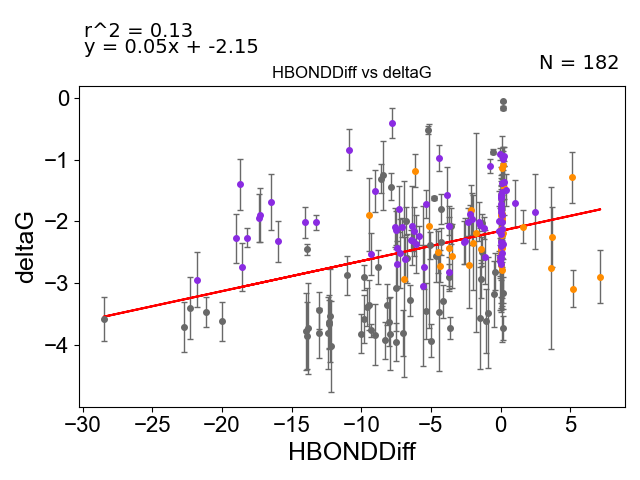 r^2 = 0.13
y = 0.05x + -2.15
N = 182
HBONDDiff vs deltaG
0
−1
−2
−3
−4
deltaG
−30 −25 −20 −15 −10 −5 0 5
HBONDDiff